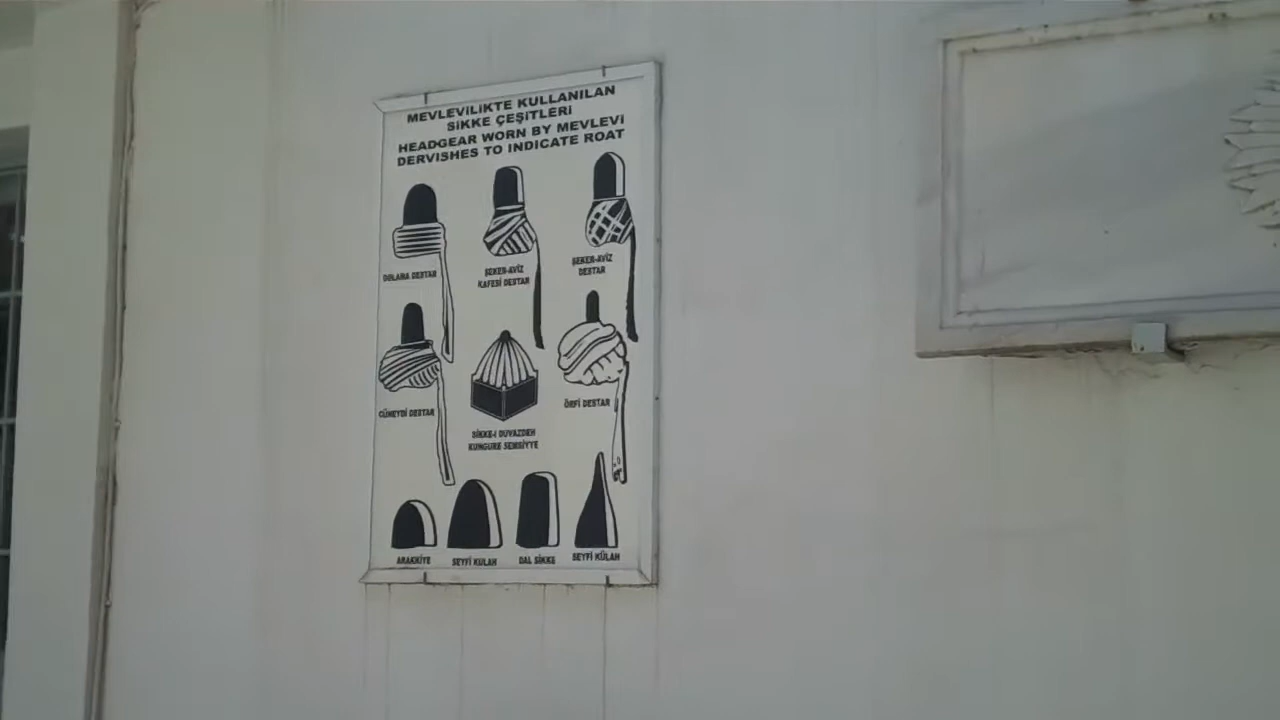 MEVLEVİLİKTE KULLANILAN
SİKKE ÇEŞİTLERİ
HEADGEAR WORN BY MEVLEVİ
DERVISHES TO INDICATE ROAT
DOLAMA DESTAR
ŞEKER-AVİZ
KAFESİ DESTAR
ŞEKER-AVİZ
DESTAR
CÜNEYDİ DESTAR
SİKKE-İ DUVAZDEH
KUNGURE SEMSİYYE
ÖRFİ DESTAR
ARAKKİYE
SEYFİ KULAH
DAL SİKKE
SEYFİ KÜLAH